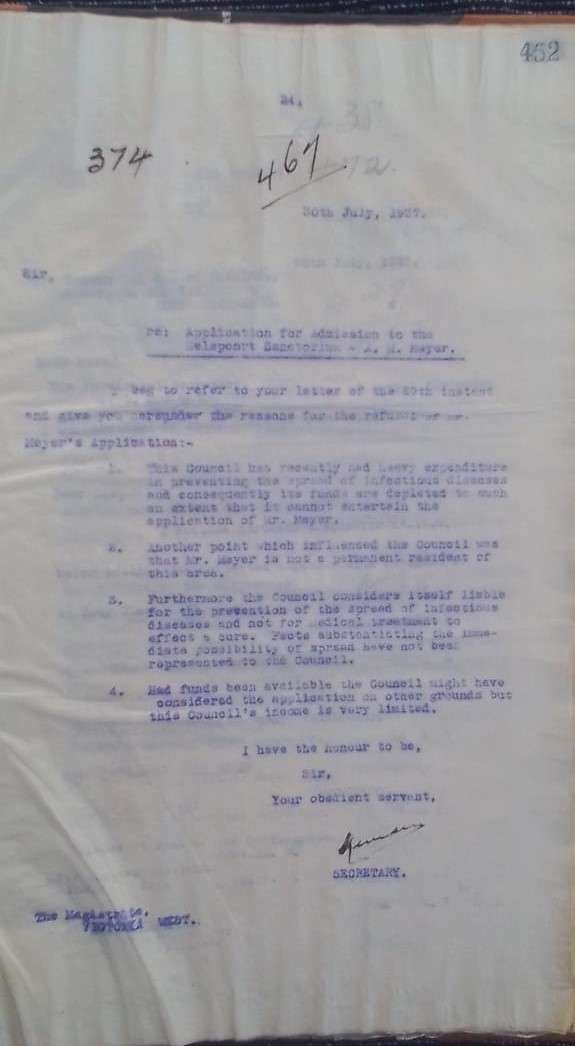 452
24.
374
467
30th July, 1937.
Sir,
re: Application for Admission to the
Nelspoort Sanatorium - A. M. Meyer.
I beg to refer to your letter of the 20th instant
and give you hereunder the reasons for the refusal of Mr.
Meyer's Application:-
1. This Council has recently had heavy expenditure
in preventing the spread of infectious diseases
and consequently its funds are depleted to such
an extent that it cannot entertain the
application of Mr. Meyer.
2. Another point which influenced the Council was
that Mr. Meyer is not a permanent resident of
this area.
3. Furthermore the Council considers itself liable
for the prevention of the spread of infectious
diseases and not for medical treatment to
effect a cure. Facts substantiating the imme-
diate possibility of spread have not been
represented to the Council.
4. Had funds been available the Council might have
considered the application on other grounds but
this Council's income is very limited.
I have the honour to be,
Sir,
Your obedient servant,
SECRETARY.
The Magistrate,
VICTORIA WEST.